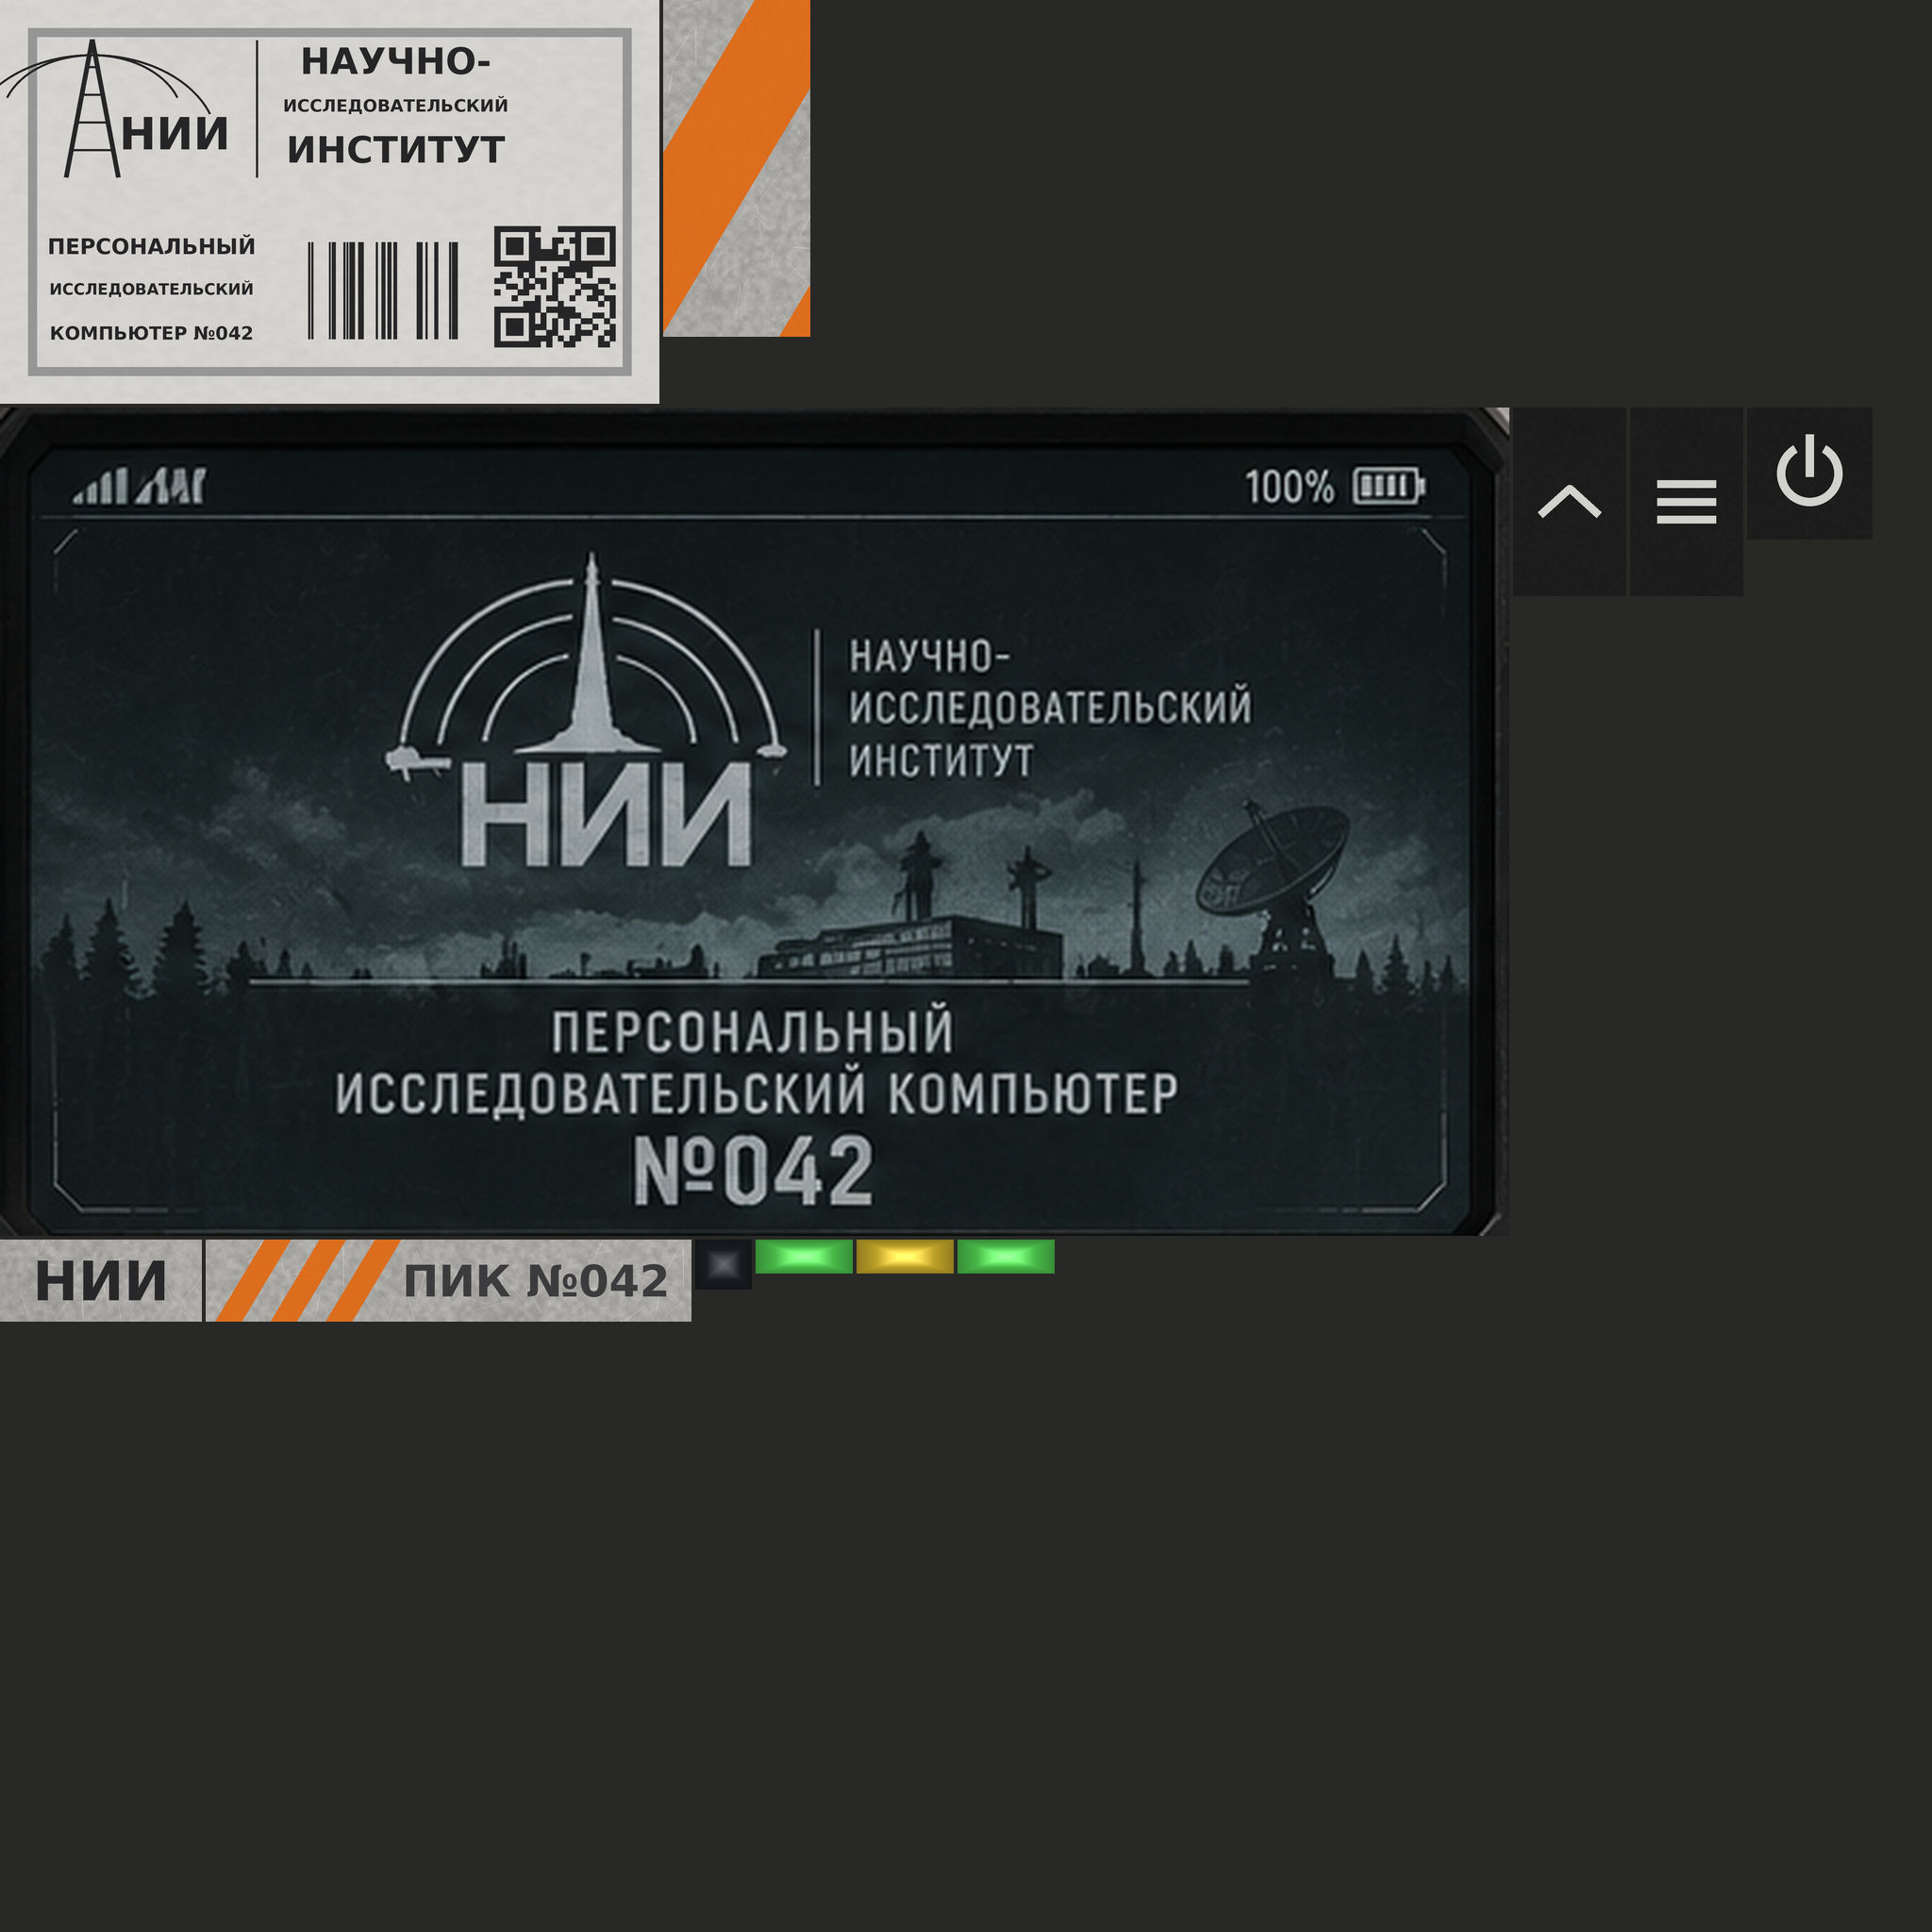 НИИ
НАУЧНО-
ИССЛЕДОВАТЕЛЬСКИЙ
ИНСТИТУТ
ПЕРСОНАЛЬНЫЙ
ИССЛЕДОВАТЕЛЬСКИЙ
КОМПЬЮТЕР №042
100%
НИИ
НАУЧНО-
ИССЛЕДОВАТЕЛЬСКИЙ
ИНСТИТУТ
ПЕРСОНАЛЬНЫЙ
ИССЛЕДОВАТЕЛЬСКИЙ КОМПЬЮТЕР
№042
НИИ
ПИК №042